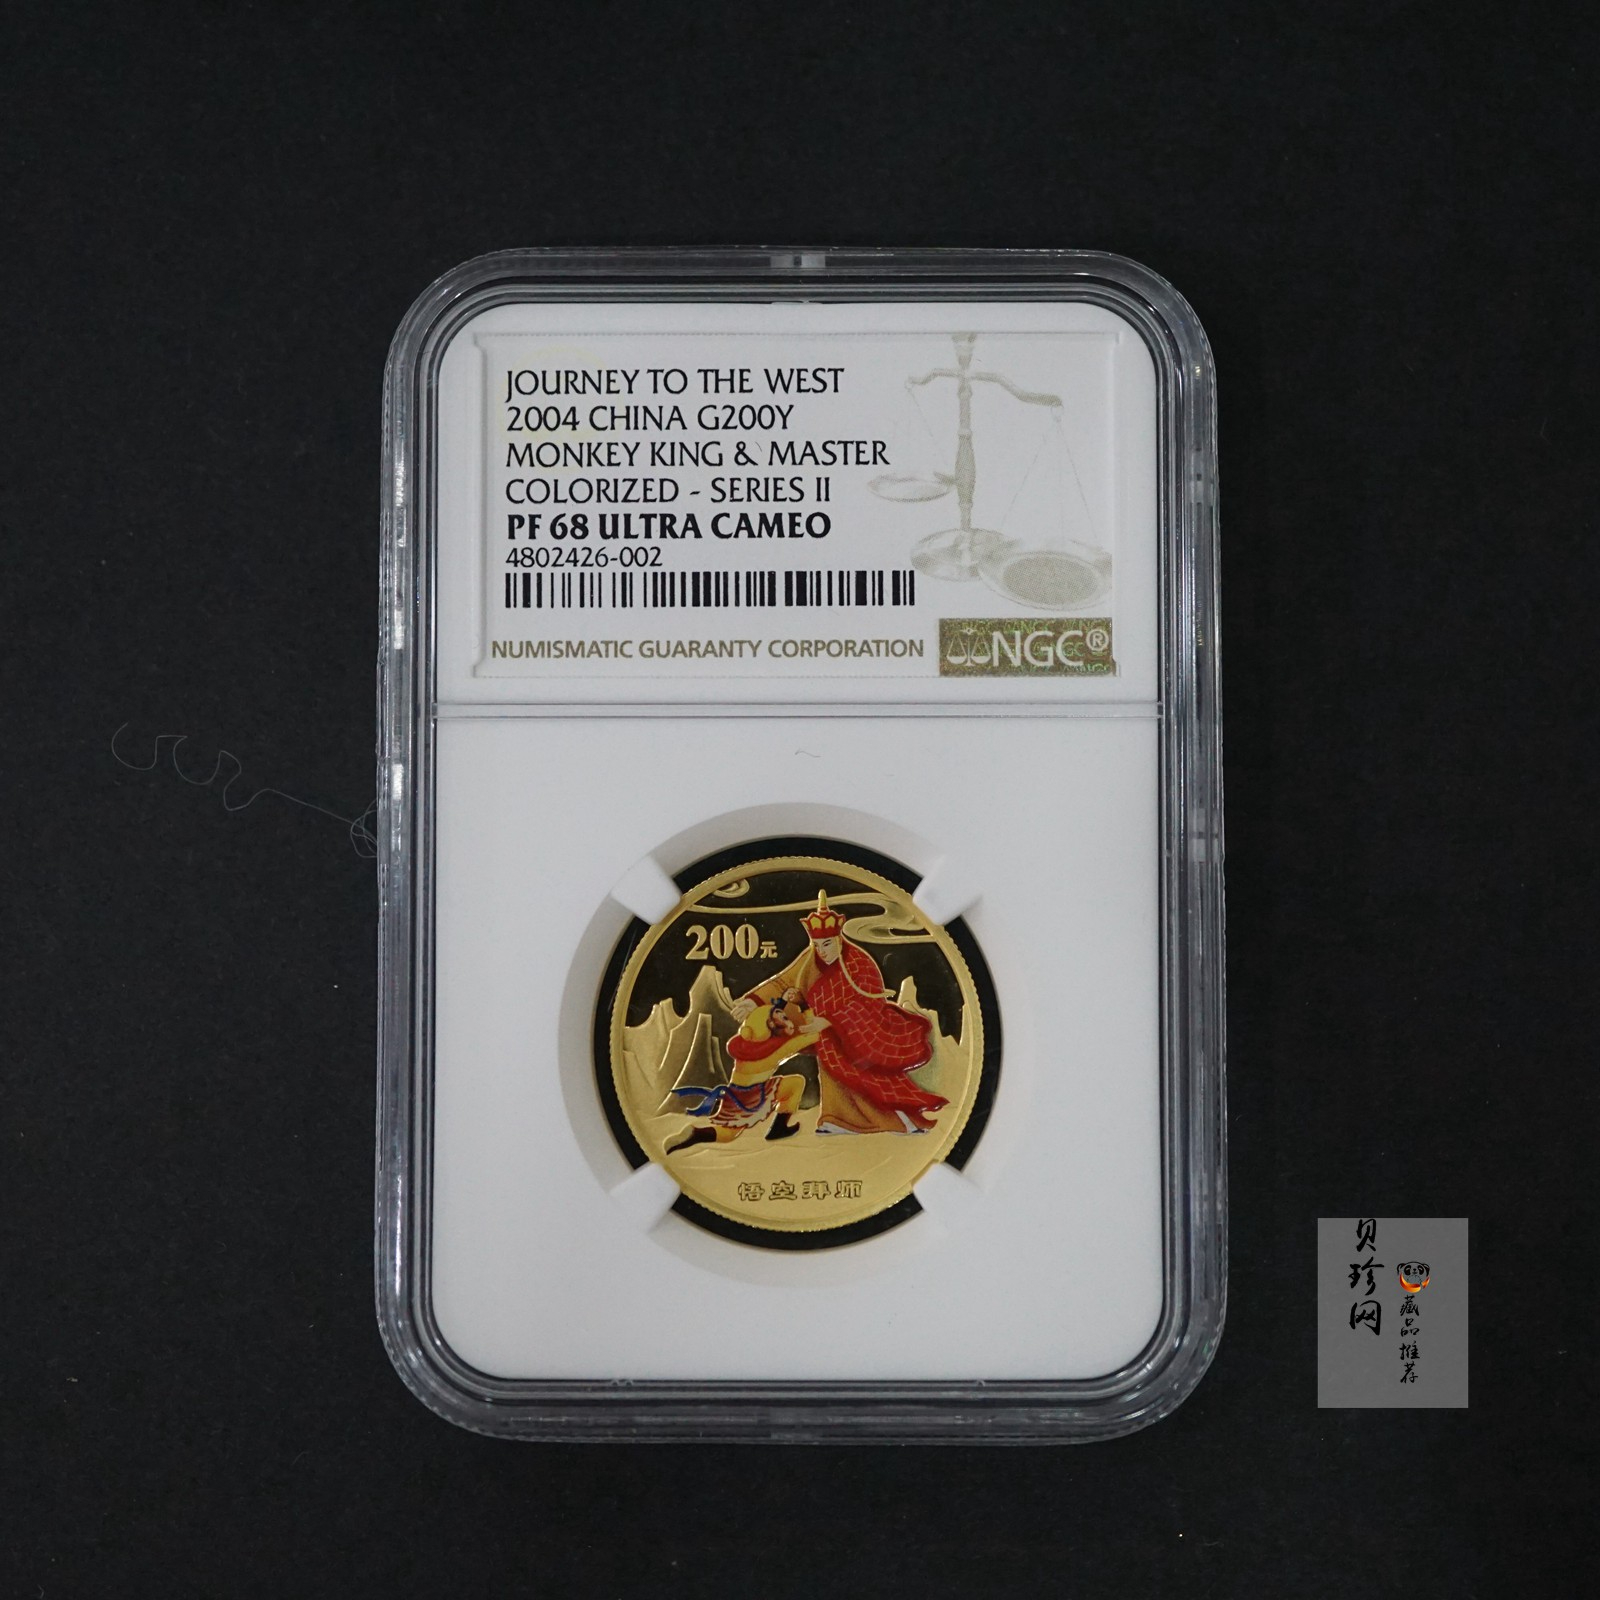 JOURNEY TO THE WEST
2004 CHINA G200Y
MONKEY KING & MASTER
COLORIZED - SERIES II
PF 68 ULTRA CAMEO
4802426-002
NUMISMATIC GUARANTY CORPORATION
NGC®
200元
悟空拜师
贝珍网
藏品推荐